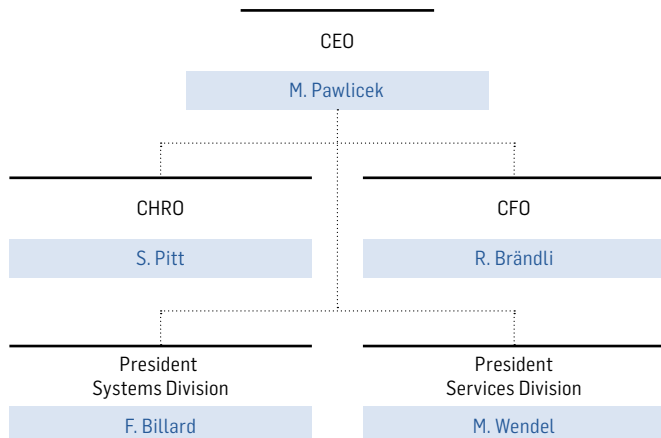 CEO
M. Pawlicek
CHRO
CFO
S. Pitt
R. Brändli
President
Systems Division
President
Services Division
F. Billard
M. Wendel